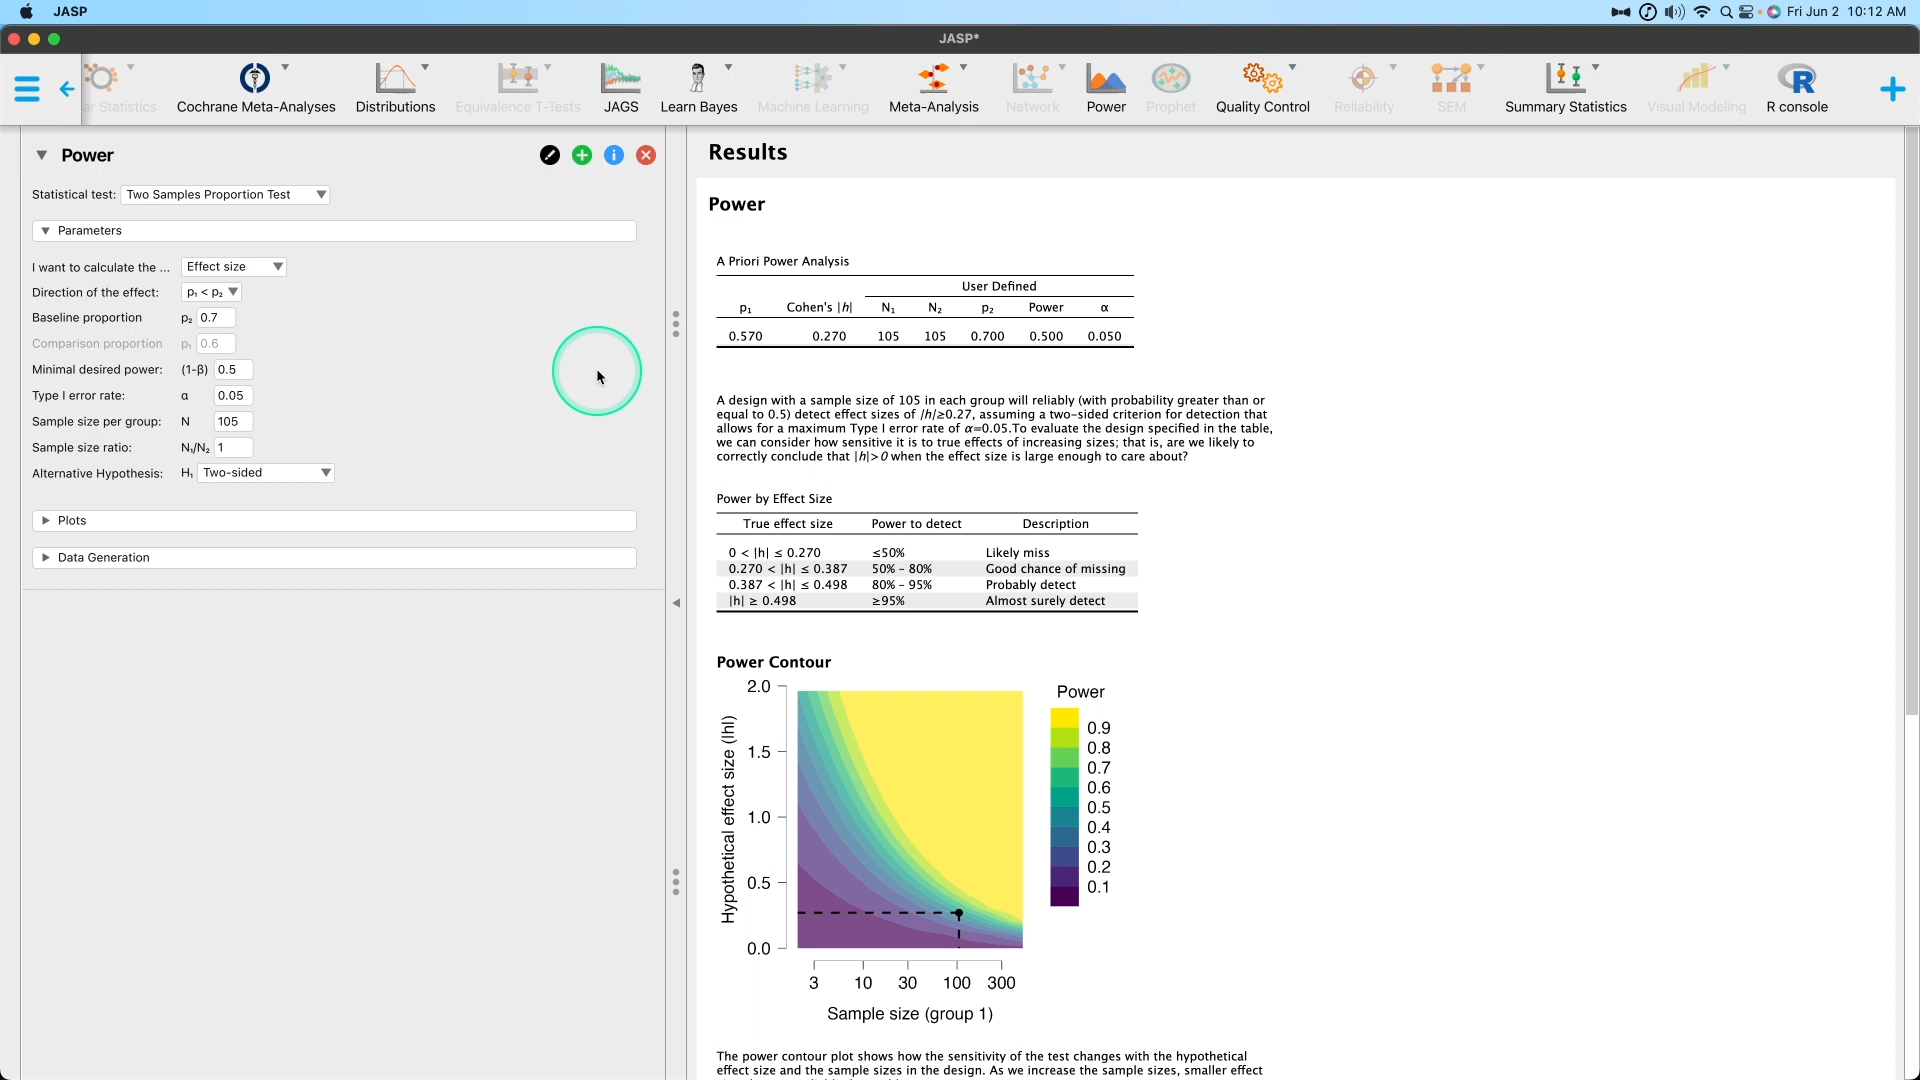 JASP
Fri Jun 2 10:12 AM
JASP*
ar Statistics
Cochrane Meta-Analyses
Distributions
Equivalence T-Tests
JAGS
Learn Bayes
Machine Learning
Meta-Analysis
Network
Power
Prophet
Quality Control
Reliability
SEM
Summary Statistics
Visual Modeling
R console
Power
Statistical test: Two Samples Proportion Test
Parameters
I want to calculate the ... Effect size
Direction of the effect: p₁ < p₂
Baseline proportion p₂ 0.7
Comparison proportion p₁ 0.6
Minimal desired power: (1-β) 0.5
Type I error rate: α 0.05
Sample size per group: N 105
Sample size ratio: N₁/N₂ 1
Alternative Hypothesis: H₁ Two-sided
Plots
Data Generation
Results
Power
A Priori Power Analysis
User Defined
p₁ Cohen's |h| N₁ N₂ p₂ Power α
0.570 0.270 105 105 0.700 0.500 0.050
A design with a sample size of 105 in each group will reliably (with probability greater than or
equal to 0.5) detect effect sizes of |h|≥0.27, assuming a two-sided criterion for detection that
allows for a maximum Type I error rate of α=0.05.To evaluate the design specified in the table,
we can consider how sensitive it is to true effects of increasing sizes; that is, are we likely to
correctly conclude that |h|>0 when the effect size is large enough to care about?
Power by Effect Size
True effect size Power to detect Description
0 < |h| ≤ 0.270 ≤50% Likely miss
0.270 < |h| ≤ 0.387 50% – 80% Good chance of missing
0.387 < |h| ≤ 0.498 80% – 95% Probably detect
|h| ≥ 0.498 ≥95% Almost surely detect
Power Contour
Hypothetical effect size (|h|)
2.0
1.5
1.0
0.5
0.0
3 10 30 100 300
Sample size (group 1)
Power
0.9
0.8
0.7
0.6
0.5
0.4
0.3
0.2
0.1
The power contour plot shows how the sensitivity of the test changes with the hypothetical
effect size and the sample sizes in the design. As we increase the sample sizes, smaller effect